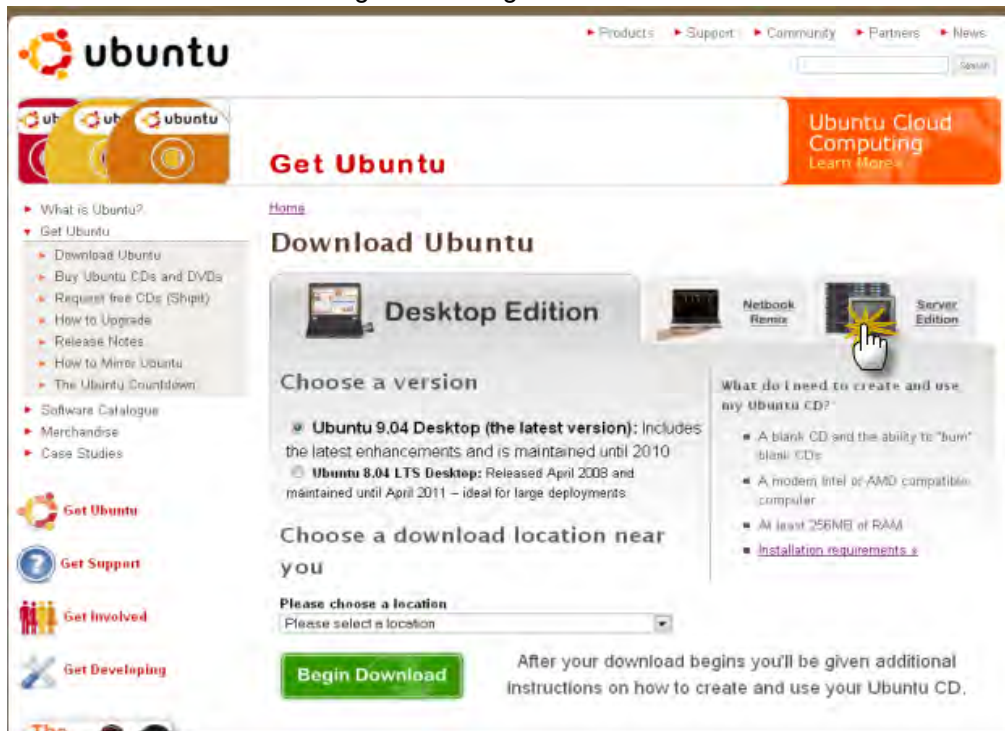 ubuntu
Products Support Community Partners News
Search
ubuntu
Ubuntu Cloud
Computing
Learn More »
Get Ubuntu
What is Ubuntu?
Get Ubuntu
Download Ubuntu
Buy Ubuntu CDs and DVDs
Request free CDs (Shipit)
How to Upgrade
Release Notes
How to Mirror Ubuntu
The Ubuntu Countdown
Software Catalogue
Merchandise
Case Studies
Get Ubuntu
Get Support
Get Involved
Get Developing
The
Home
Download Ubuntu
Desktop Edition
Netbook
Remix
Server
Edition
Choose a version
Ubuntu 9.04 Desktop (the latest version): Includes
the latest enhancements and is maintained until 2010
Ubuntu 8.04 LTS Desktop: Released April 2008 and
maintained until April 2011 – ideal for large deployments
Choose a download location near
you
Please choose a location
Please select a location
Begin Download
After your download begins you'll be given additional
instructions on how to create and use your Ubuntu CD.
What do I need to create and use
my Ubuntu CD?
A blank CD and the ability to "burn"
blank CDs
A modern Intel or AMD compatible
computer
At least 256MB of RAM
Installation requirements »